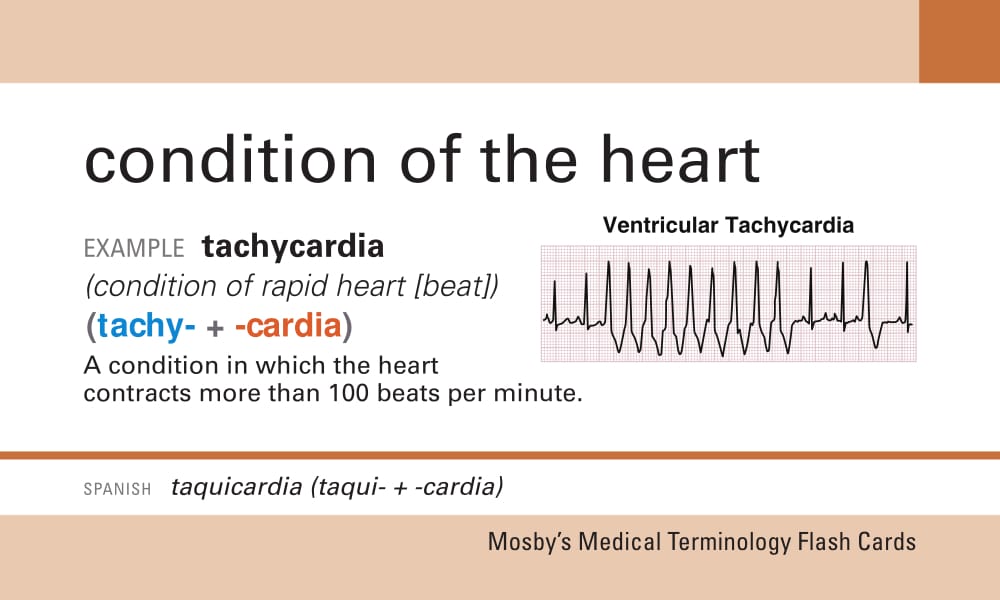 condition of the heart
EXAMPLE tachycardia
(condition of rapid heart [beat])
(tachy- + -cardia)
A condition in which the heart
contracts more than 100 beats per minute.
Ventricular Tachycardia
SPANISH taquicardia (taqui- + -cardia)
Mosby's Medical Terminology Flash Cards